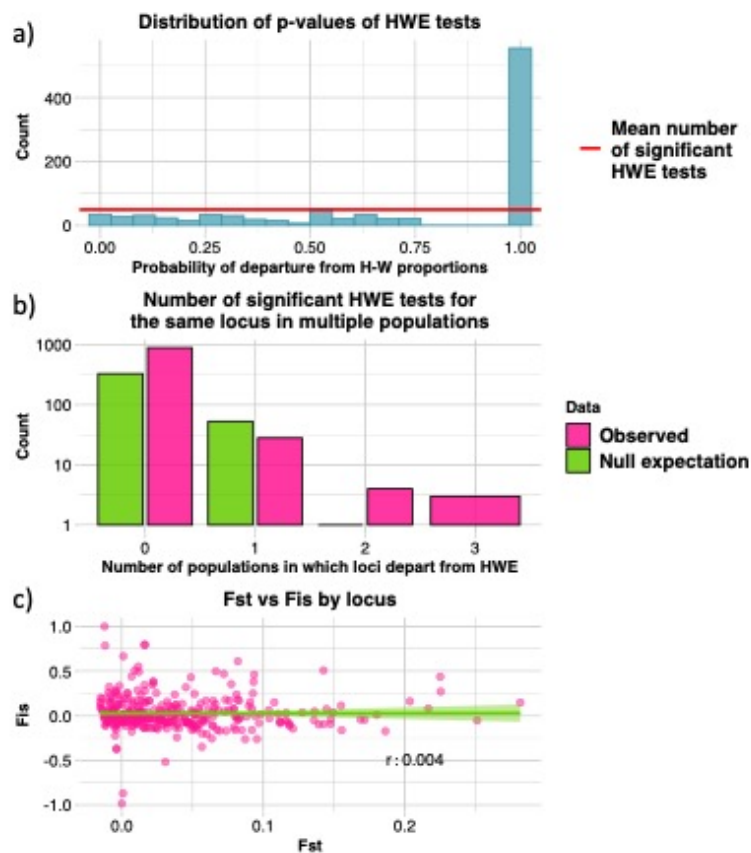 a)
Distribution of p-values of HWE tests
Count
400
200
0
0.00 0.25 0.50 0.75 1.00
Probability of departure from H-W proportions
Mean number
of significant
HWE tests
b)
Number of significant HWE tests for
the same locus in multiple populations
Count
1000
100
10
1
0 1 2 3
Number of populations in which loci depart from HWE
Data
Observed
Null expectation
c)
Fst vs Fis by locus
Fis
1.0
0.5
0.0
-0.5
-1.0
r:0.004
0.0 0.1 0.2
Fst